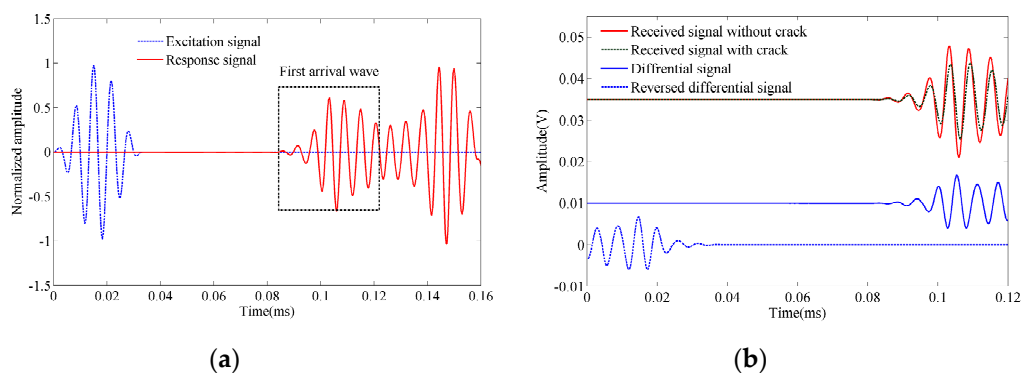 1.5
1
0.5
0
-0.5
-1
-1.5
Normalized amplitude
Excitation signal
Response signal
First arrival wave
0 0.02 0.04 0.06 0.08 0.1 0.12 0.14 0.16
Time(ms)
(a)
0.05
0.04
0.03
0.02
0.01
0
-0.01
Amplitude(V)
Received signal without crack
Received signal with crack
Diffrential signal
Reversed differential signal
0 0.02 0.04 0.06 0.08 0.1 0.12
Time(ms)
(b)